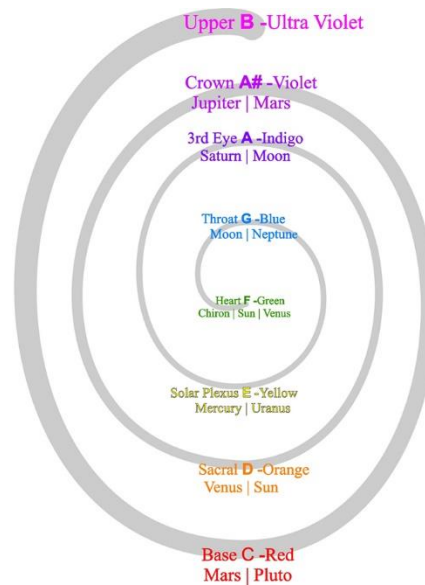 Upper B -Ultra Violet
Crown A# -Violet
Jupiter | Mars
3rd Eye A -Indigo
Saturn | Moon
Throat G -Blue
Moon | Neptune
Heart F -Green
Chiron | Sun | Venus
Solar Plexus E -Yellow
Mercury | Uranus
Sacral D -Orange
Venus | Sun
Base C -Red
Mars | Pluto